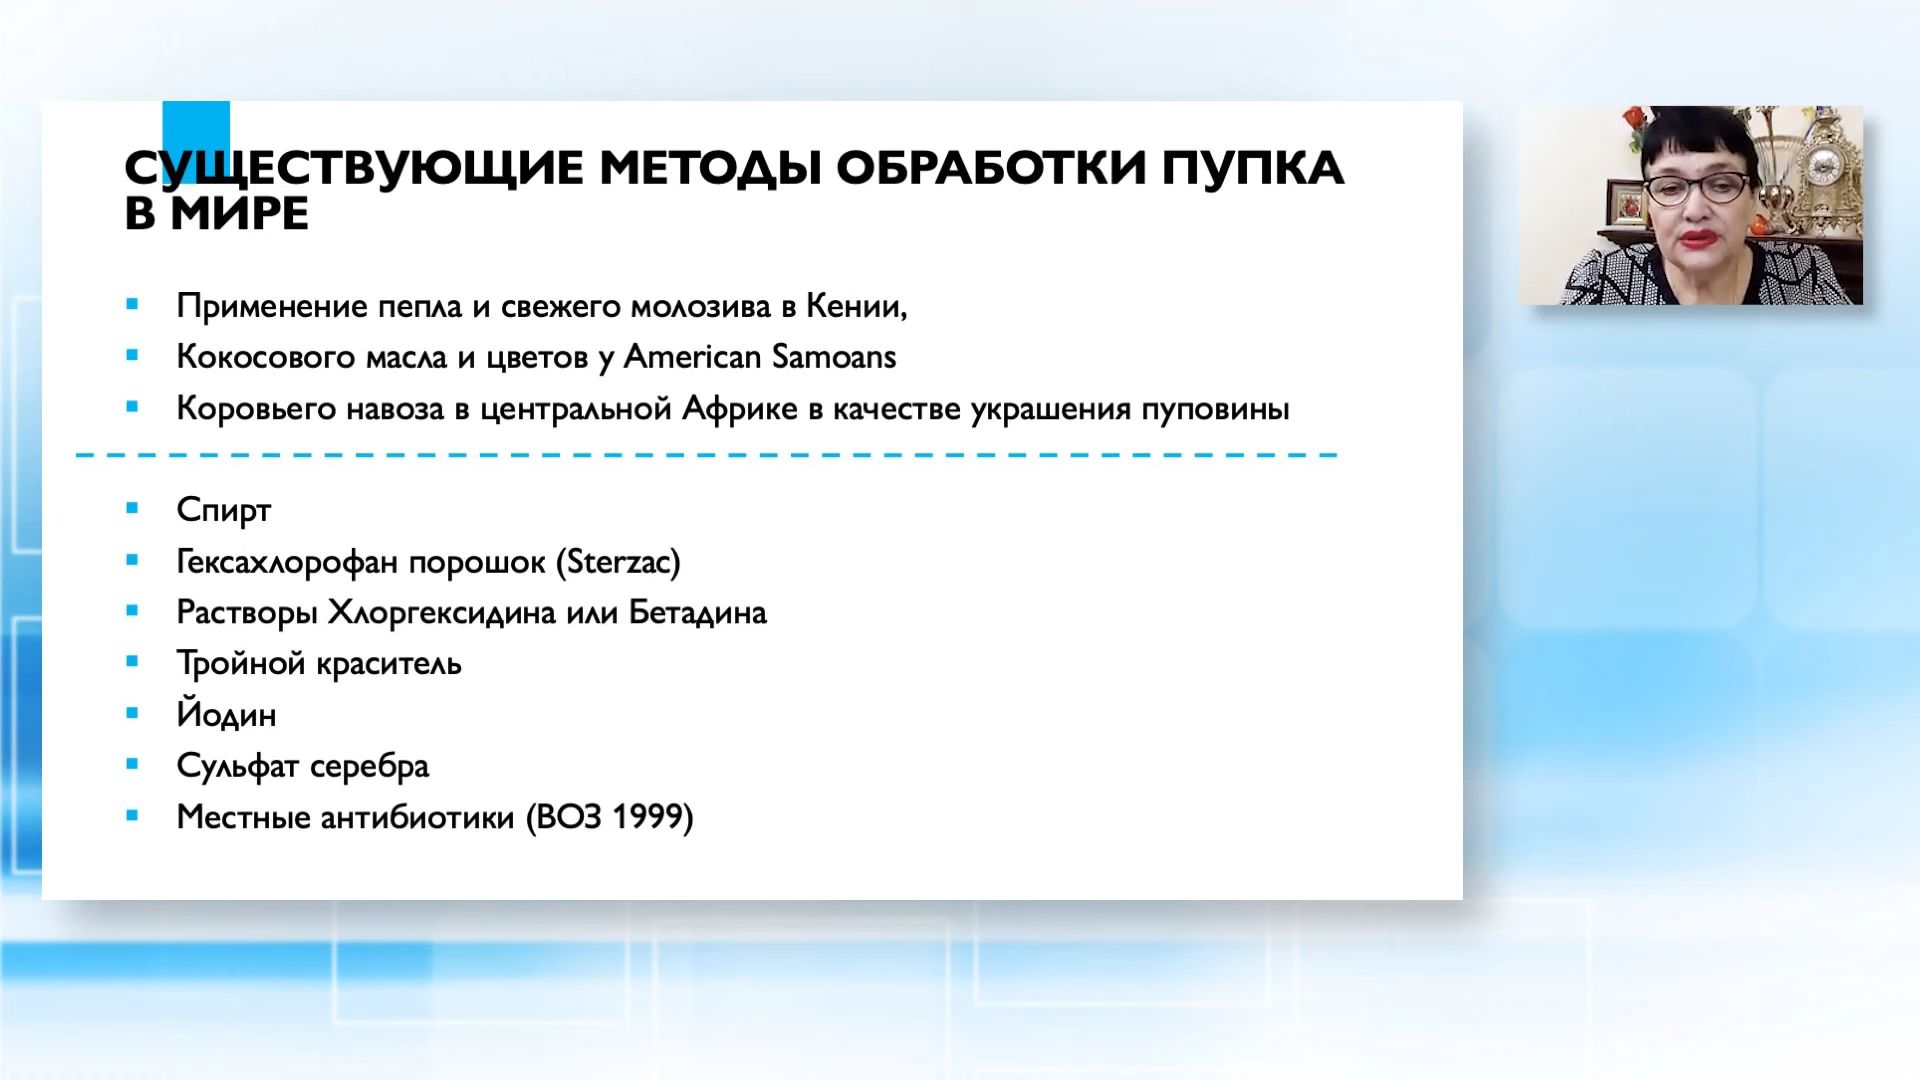 СУЩЕСТВУЮЩИЕ МЕТОДЫ ОБРАБОТКИ ПУПКА
В МИРЕ
Применение пепла и свежего молозива в Кении,
Кокосового масла и цветов у American Samoans
Коровьего навоза в центральной Африке в качестве украшения пуповины
Спирт
Гексахлорофан порошок (Sterzac)
Растворы Хлоргексидина или Бетадина
Тройной краситель
Йодин
Сульфат серебра
Местные антибиотики (ВОЗ 1999)